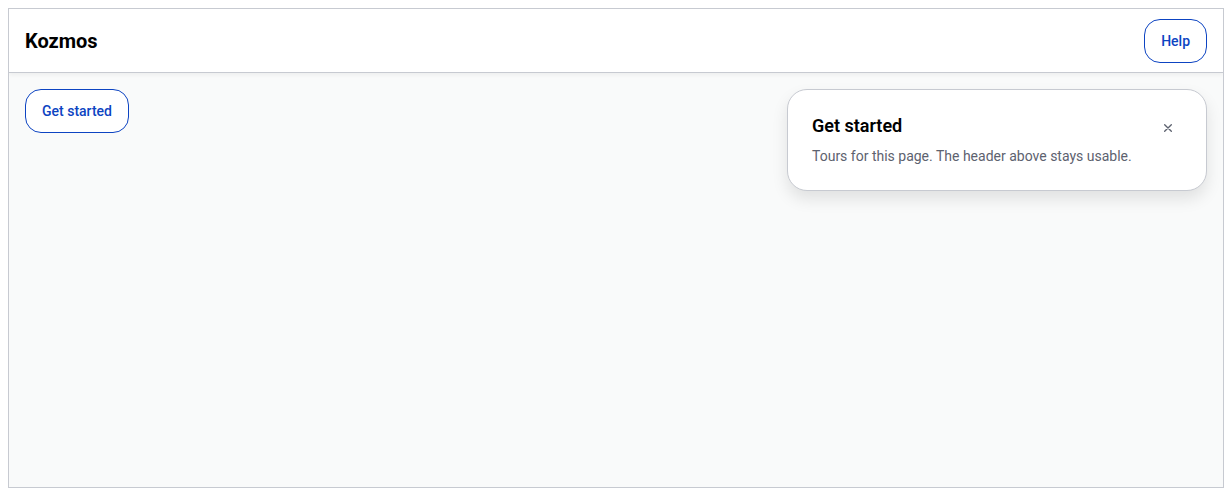 Kozmos
Help
Get started
Get started
Tours for this page. The header above stays usable.